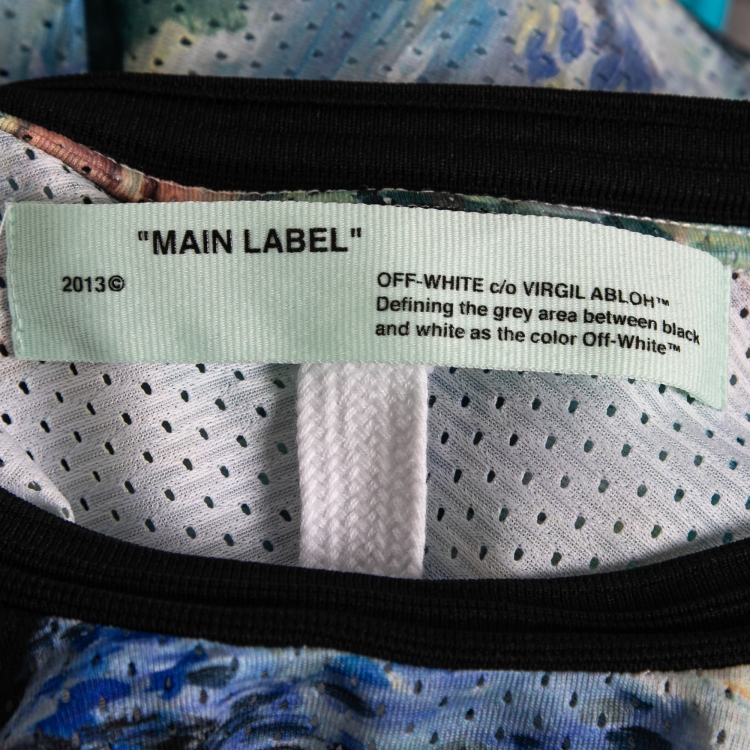 "MAIN LABEL"
2013©
OFF-WHITE c/o VIRGIL ABLOH™
Defining the grey area between black
and white as the color Off-White™